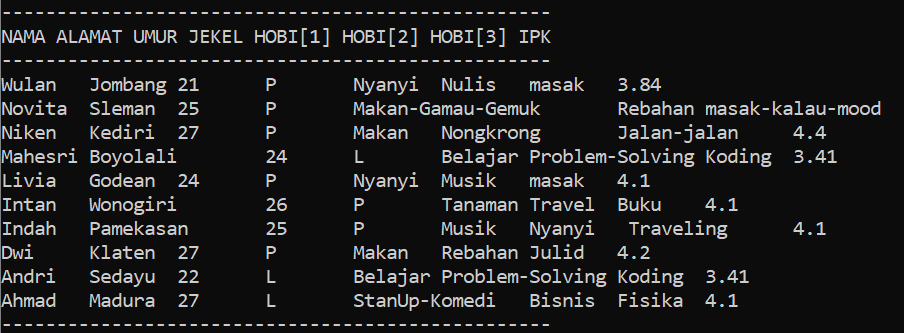 --------------------------------------------------
NAMA ALAMAT UMUR JEKEL HOBI[1] HOBI[2] HOBI[3] IPK
--------------------------------------------------
Wulan Jombang 21 P Nyanyi Nulis masak 3.84
Novita Sleman 25 P Makan-Gamau-Gemuk Rebahan masak-kalau-mood
Niken Kediri 27 P Makan Nongkrong Jalan-jalan 4.4
Mahesri Boyolali 24 L Belajar Problem-Solving Koding 3.41
Livia Godean 24 P Nyanyi Musik masak 4.1
Intan Wonogiri 26 P Tanaman Travel Buku 4.1
Indah Pamekasan 25 P Musik Nyanyi Traveling 4.1
Dwi Klaten 27 P Makan Rebahan Julid 4.2
Andri Sedayu 22 L Belajar Problem-Solving Koding 3.41
Ahmad Madura 27 L StanUp-Komedi Bisnis Fisika 4.1
--------------------------------------------------